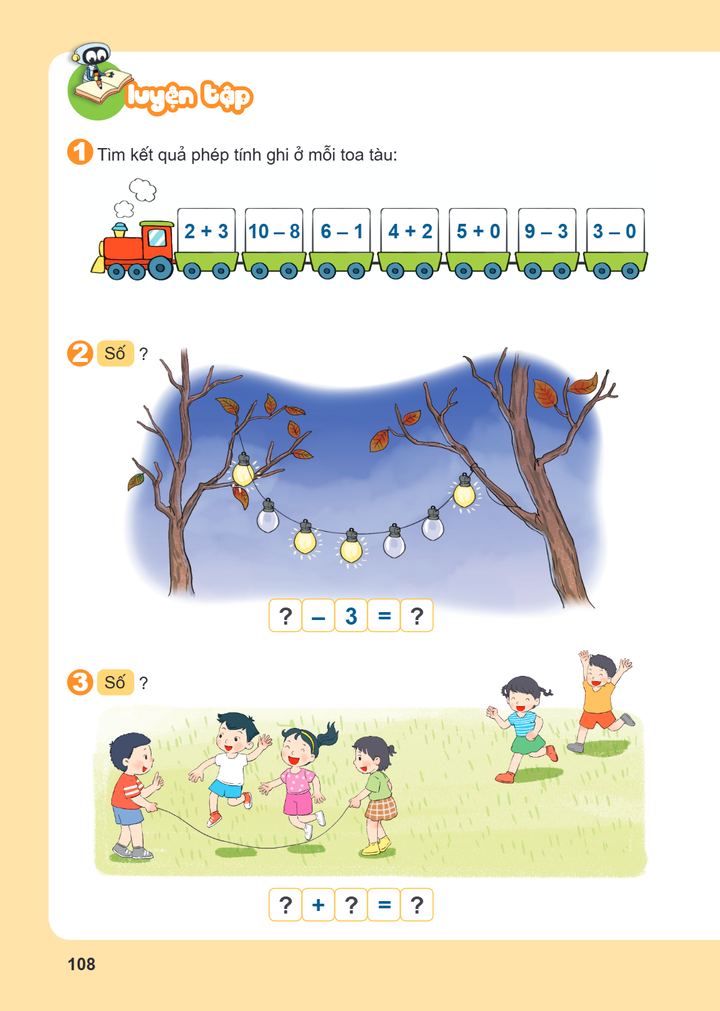 luyện tập
1 Tìm kết quả phép tính ghi ở mỗi toa tàu:
2 + 3 10 – 8 6 – 1 4 + 2 5 + 0 9 – 3 3 – 0
2 Số ?
? – 3 = ?
3 Số ?
? + ? = ?
108